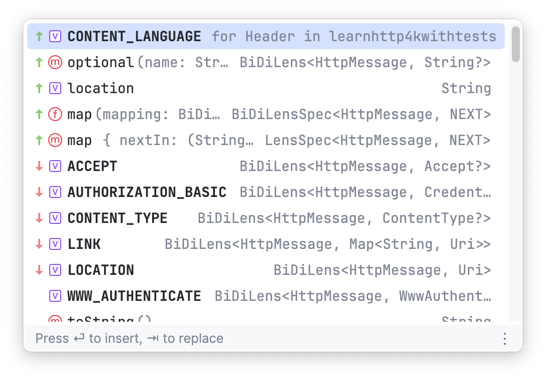 CONTENT_LANGUAGE for Header in learnhttp4kwithtests
optional(name: Str… BiDiLens<HttpMessage, String?>
location String
map(mapping: BiDi… BiDiLensSpec<HttpMessage, NEXT>
map { nextIn: (String… LensSpec<HttpMessage, NEXT>
ACCEPT BiDiLens<HttpMessage, Accept?>
AUTHORIZATION_BASIC BiDiLens<HttpMessage, Credent…
CONTENT_TYPE BiDiLens<HttpMessage, ContentType?>
LINK BiDiLens<HttpMessage, Map<String, Uri>>
LOCATION BiDiLens<HttpMessage, Uri>
WWW_AUTHENTICATE BiDiLens<HttpMessage, WwwAuthent…
toString() String
Press ⏎ to insert, ⇥ to replace